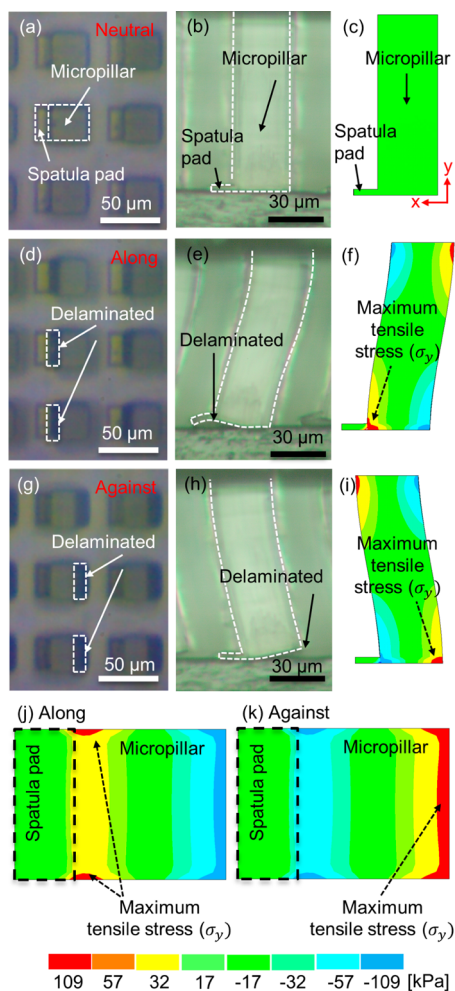 (a)
Neutral
Micropillar
Spatula pad
50 µm
(b)
Micropillar
Spatula
pad
30 µm
(c)
Micropillar
Spatula
pad
y
x
(d)
Along
Delaminated
50 µm
(e)
Delaminated
30 µm
(f)
Maximum
tensile
stress (σy)
(g)
Against
Delaminated
50 µm
(h)
Delaminated
30 µm
(i)
Maximum
tensile
stress (σy)
(j) Along
Spatula pad
Micropillar
Maximum
tensile stress (σy)
(k) Against
Spatula pad
Micropillar
Maximum
tensile stress (σy)
109 57 32 17 -17 -32 -57 -109 [kPa]